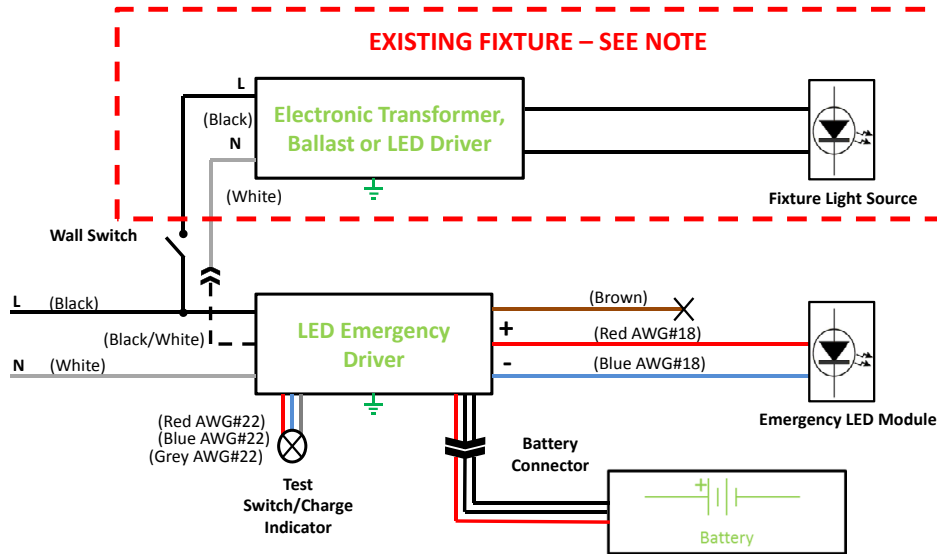 EXISTING FIXTURE – SEE NOTE
L
(Black)
N
(White)
Electronic Transformer,
Ballast or LED Driver
Fixture Light Source
Wall Switch
L
(Black)
(Black/White)
N
(White)
LED Emergency
Driver
(Brown)
+
(Red AWG#18)
-
(Blue AWG#18)
Emergency LED Module
(Red AWG#22)
(Blue AWG#22)
(Grey AWG#22)
Test
Switch/Charge
Indicator
Battery
Connector
+
Battery